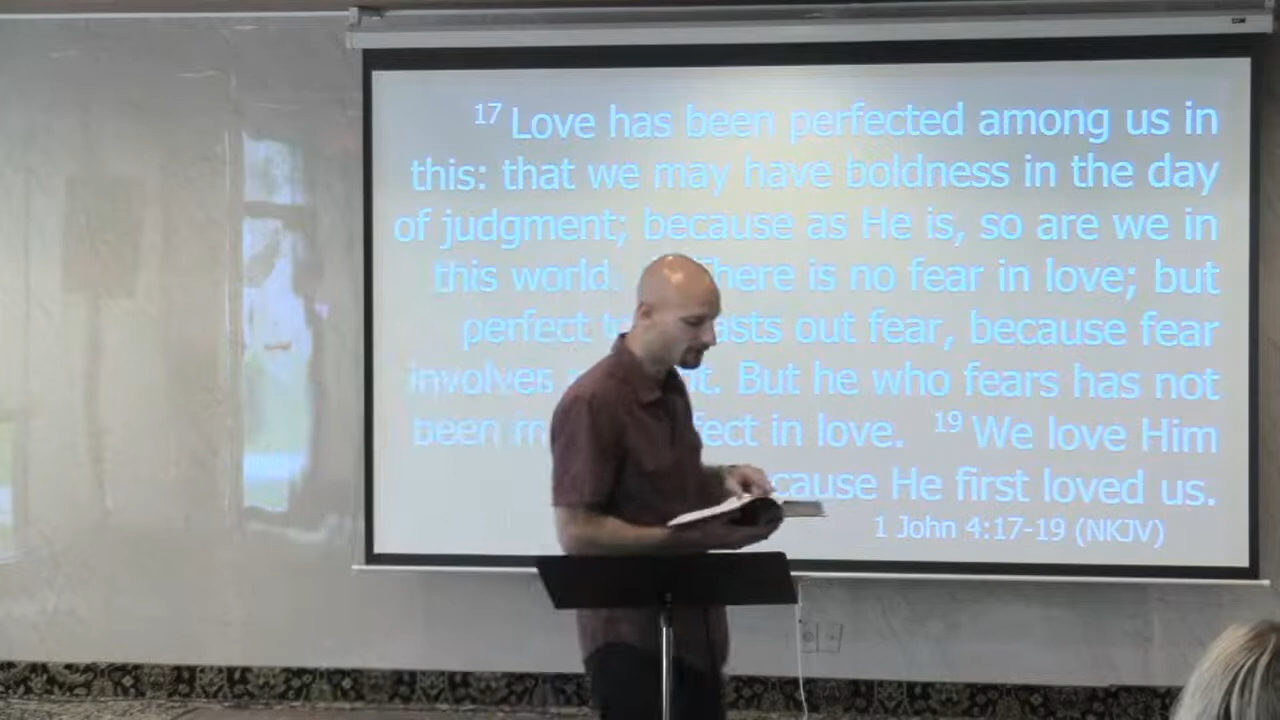 17 Love has been perfected among us in
this: that we may have boldness in the day
of judgment; because as He is, so are we in
this world. here is no fear in love; but
perfect asts out fear, because fear
involves t. But he who fears has not
been m fect in love. 19 We love Him
cause He first loved us.
1 John 4:17-19 (NKJV)